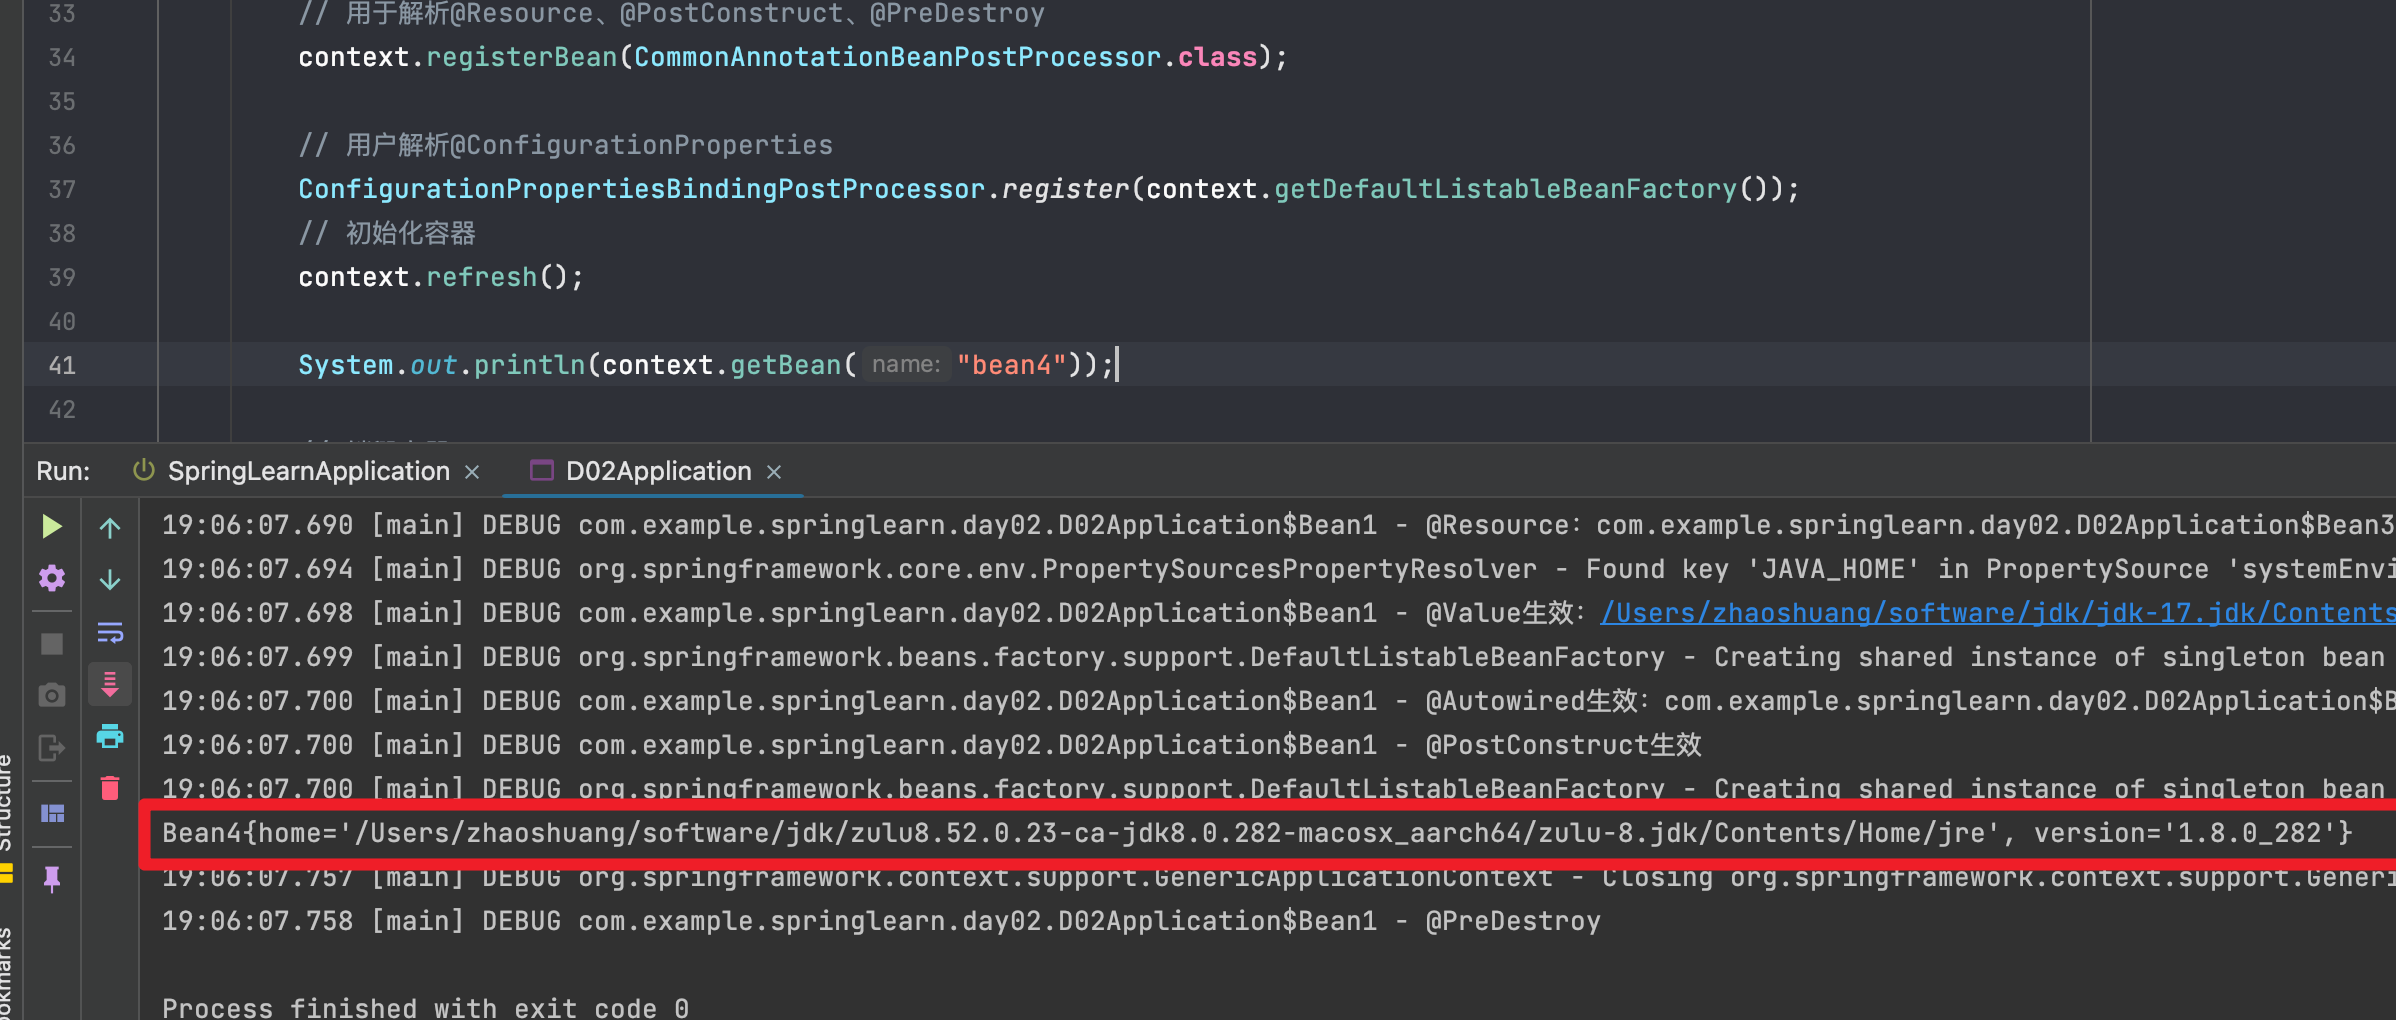 33 // 用于解析@Resource、@PostConstruct、@PreDestroy
34 context.registerBean(CommonAnnotationBeanPostProcessor.class);
35
36 // 用户解析@ConfigurationProperties
37 ConfigurationPropertiesBindingPostProcessor.register(context.getDefaultListableBeanFactory());
38 // 初始化容器
39 context.refresh();
40
41 System.out.println(context.getBean( name: "bean4"));
42
Run: SpringLearnApplication × D02Application ×
19:06:07.690 [main] DEBUG com.example.springlearn.day02.D02Application$Bean1 - @Resource: com.example.springlearn.day02.D02Application$Bean3
19:06:07.694 [main] DEBUG org.springframework.core.env.PropertySourcesPropertyResolver - Found key 'JAVA_HOME' in PropertySource 'systemEnvi
19:06:07.698 [main] DEBUG com.example.springlearn.day02.D02Application$Bean1 - @Value生效: /Users/zhaoshuang/software/jdk/jdk-17.jdk/Contents
19:06:07.699 [main] DEBUG org.springframework.beans.factory.support.DefaultListableBeanFactory - Creating shared instance of singleton bean
19:06:07.700 [main] DEBUG com.example.springlearn.day02.D02Application$Bean1 - @Autowired生效: com.example.springlearn.day02.D02Application$B
19:06:07.700 [main] DEBUG com.example.springlearn.day02.D02Application$Bean1 - @PostConstruct生效
19:06:07.700 [main] DEBUG org.springframework.beans.factory.support.DefaultListableBeanFactory - Creating shared instance of singleton bean
Bean4{home='/Users/zhaoshuang/software/jdk/zulu8.52.0.23-ca-jdk8.0.282-macosx_aarch64/zulu-8.jdk/Contents/Home/jre', version='1.8.0_282'}
19:06:07.757 [main] DEBUG org.springframework.context.support.GenericApplicationContext - Closing org.springframework.context.support.Generi
19:06:07.758 [main] DEBUG com.example.springlearn.day02.D02Application$Bean1 - @PreDestroy
Process finished with exit code 0
Structure
ookmarks